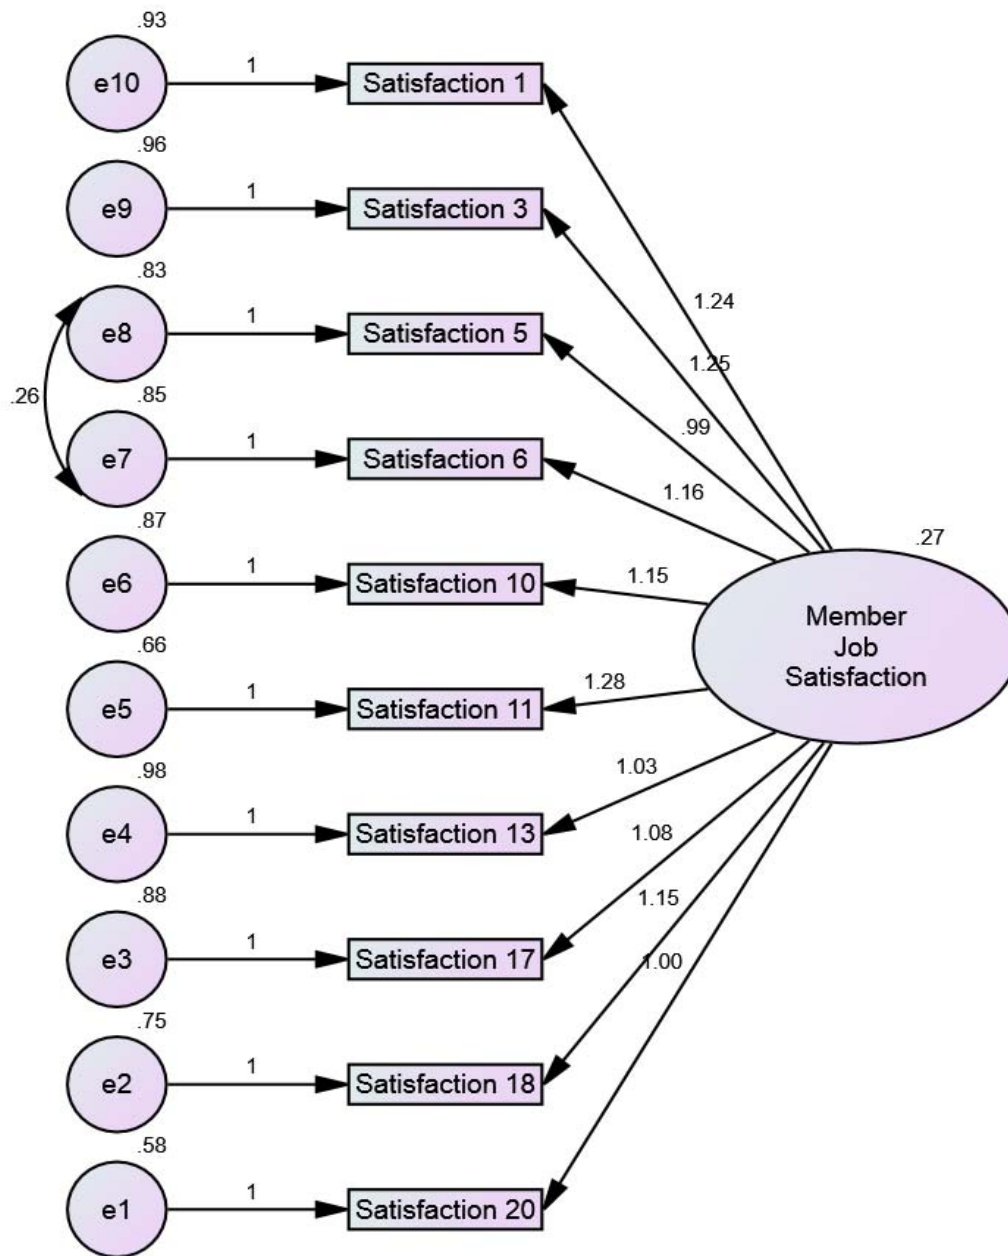 .93
e10 1 Satisfaction 1
.96
e9 1 Satisfaction 3
.83
e8 1 Satisfaction 5
1.24
1.25
.26
.85
.99
e7 1 Satisfaction 6
1.16
.87
.27
e6 1 Satisfaction 10
1.15
Member
Job
Satisfaction
.66
e5 1 Satisfaction 11
1.28
.98
1.03
e4 1 Satisfaction 13
1.08
.88
1.15
e3 1 Satisfaction 17
1.00
.75
e2 1 Satisfaction 18
.58
e1 1 Satisfaction 20